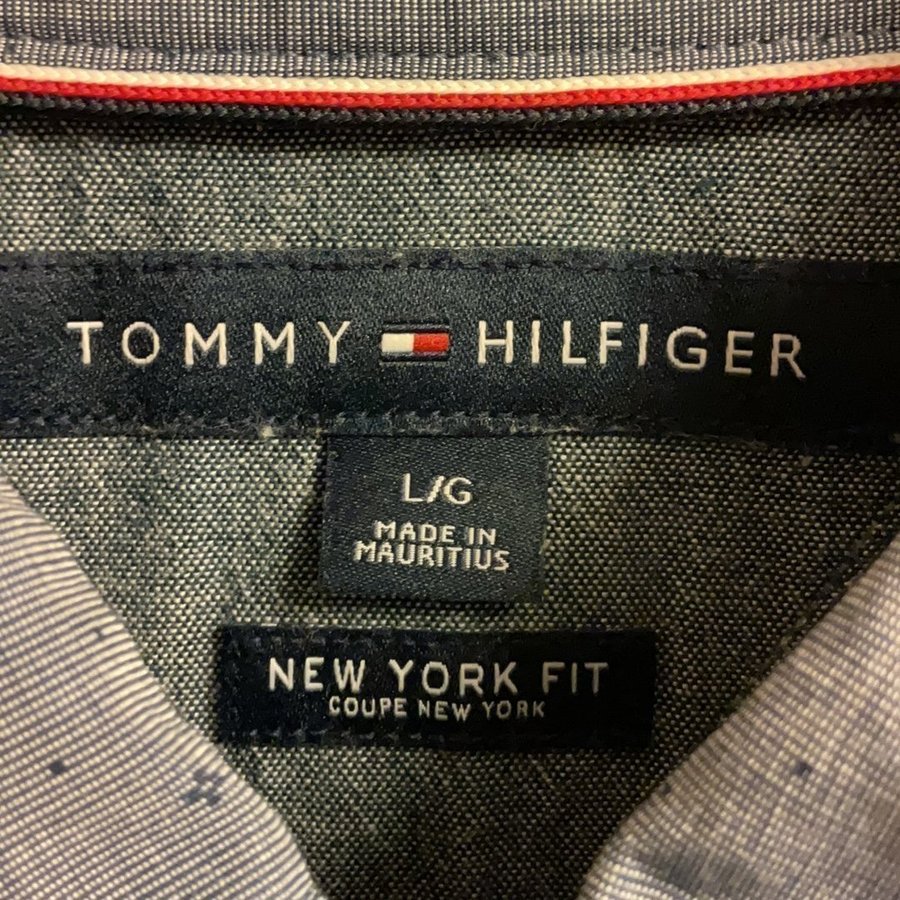 TOMMY HILFIGER
L/G
MADE IN
MAURITIUS
NEW YORK FIT
COUPE NEW YORK